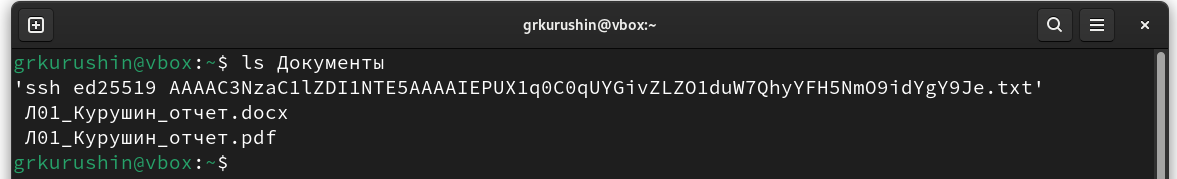 grkurushin@vbox:~
grkurushin@vbox:~$ ls Документы
'ssh ed25519 AAAAC3NzaC1lZDI1NTE5AAAAIEPUX1q0C0qUYGivZLZO1duW7QhyYFH5NmO9idYgY9Je.txt'
Л01_Курушин_отчет.docx
Л01_Курушин_отчет.pdf
grkurushin@vbox:~$